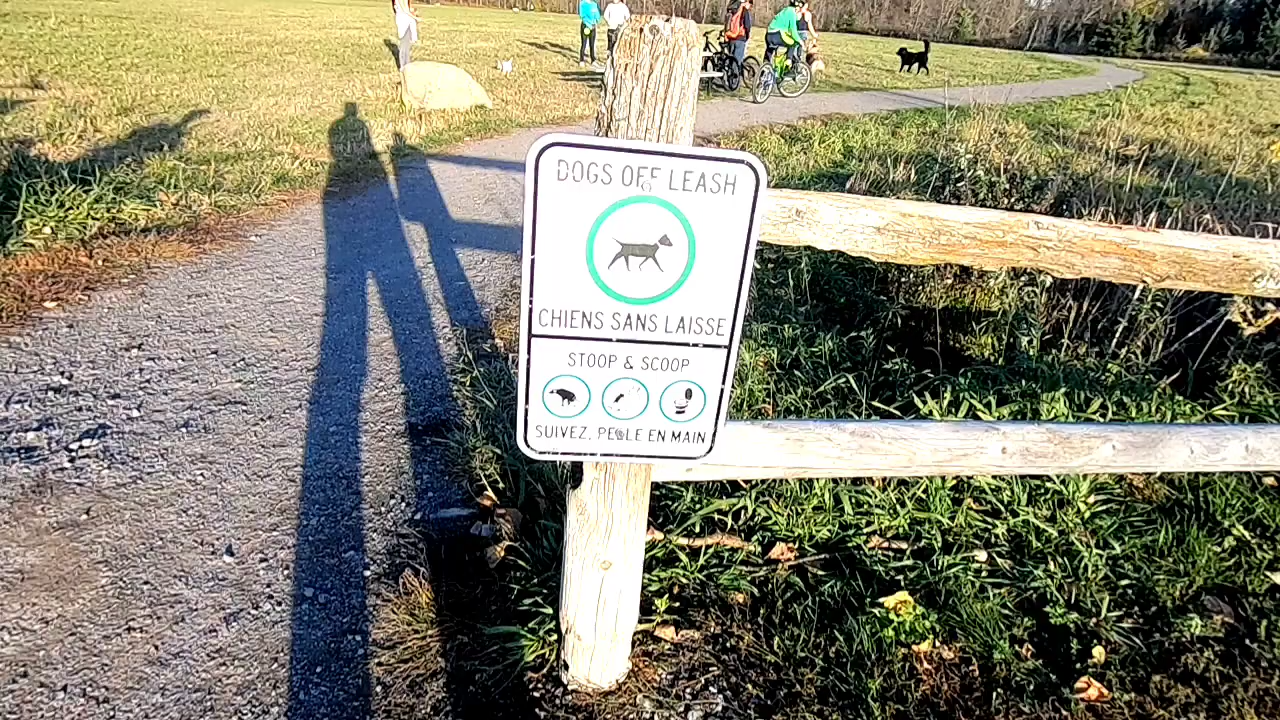 DOGS OFF LEASH
CHIENS SANS LAISSE
STOOP & SCOOP
SUIVEZ, PELLE EN MAIN